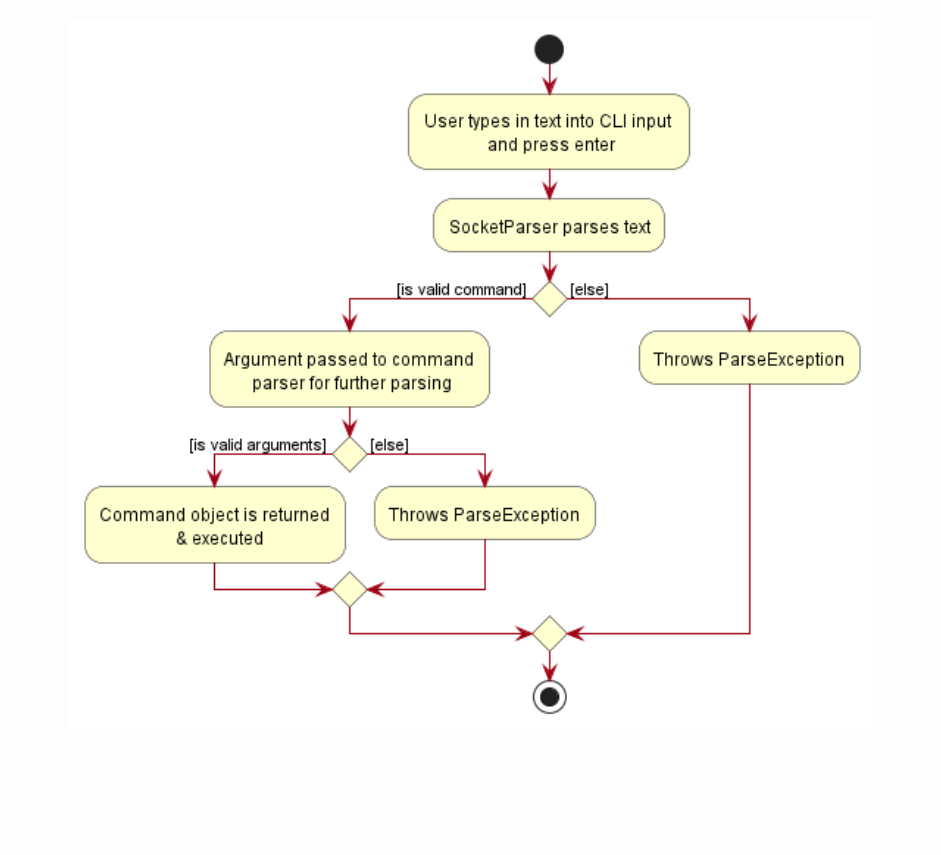 User types in text into CLI input
and press enter
SocketParser parses text
[is valid command]
[else]
Argument passed to command
parser for further parsing
Throws ParseException
[is valid arguments]
[else]
Command object is returned
& executed
Throws ParseException